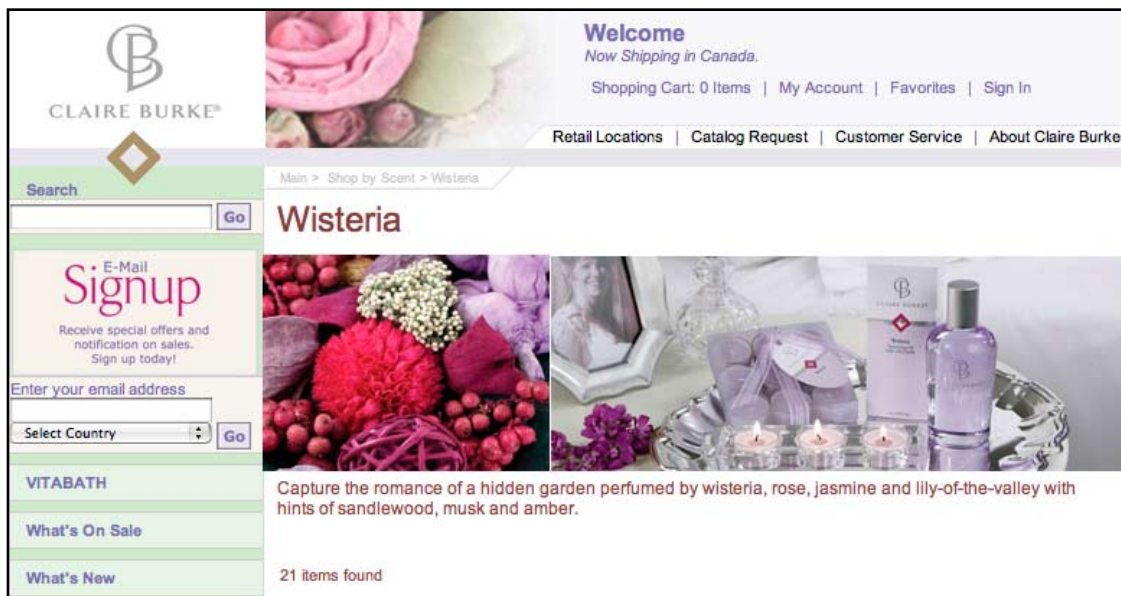 CB
CLAIRE BURKE®
Welcome
Now Shipping in Canada.
Shopping Cart: 0 Items | My Account | Favorites | Sign In
Retail Locations | Catalog Request | Customer Service | About Claire Burke
Search
Go
E-Mail
Signup
Receive special offers and
notification on sales.
Sign up today!
Enter your email address
Select Country
Go
VITABATH
What's On Sale
What's New
Main > Shop by Scent > Wisteria
Wisteria
CB
CLAIRE BURKE
Capture the romance of a hidden garden perfumed by wisteria, rose, jasmine and lily-of-the-valley with
hints of sandlewood, musk and amber.
21 items found